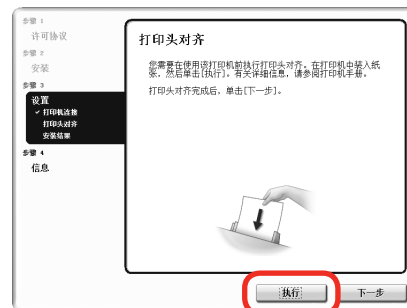 步骤 1
许可协议
步骤 2
安装
步骤 3
设置
✓ 打印机连接
打印头对齐
安装结果
步骤 4
信息
打印头对齐
您需要在使用该打印机前执行打印头对齐。在打印机中装入纸
张，然后单击[执行]。有关详细信息，请参阅打印机手册。
打印头对齐完成后，单击[下一步]。
执行
下一步